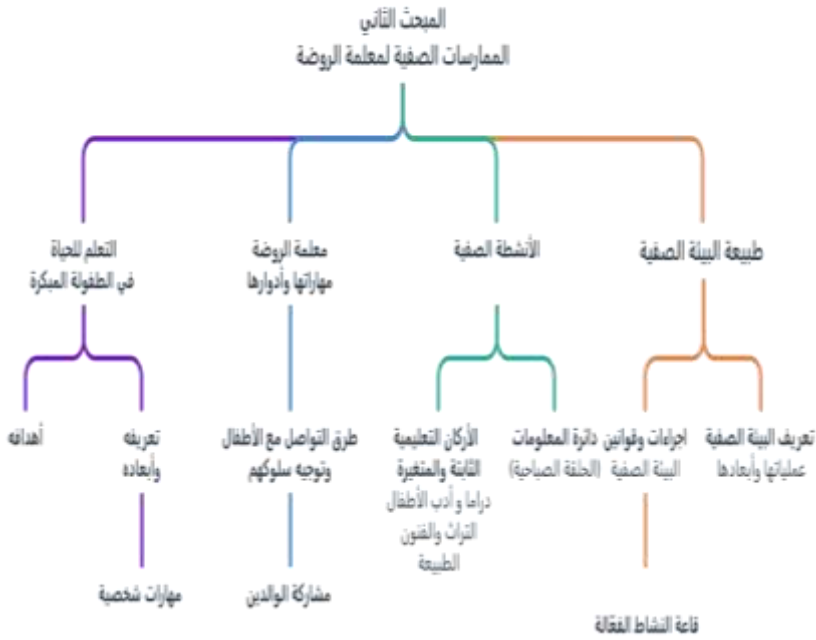 المبحث الثاني
الممارسات الصفية لمعلمة الروضة
طبيعة البيئة الصفية
الأنشطة الصفية
معلمة الروضة
مهاراتها وأدوارها
التعلم للحياة
في الطفولة المبكرة
تعريف البيئة الصفية
عملياتها وأبعادها
اجراءات وقوانين
البيئة الصفية
دائرة المعلومات
(الحلقة الصباحية)
الأركان التعليمية
الثابتة والمتغيرة
دراما و أدب الأطفال
التراث والفنون
الطبيعة
طرق التواصل مع الأطفال
وتوجيه سلوكهم
تعريفه
وأبعاده
أهدافه
قاعة النشاط الفعّالة
مشاركة الوالدين
مهارات شخصية